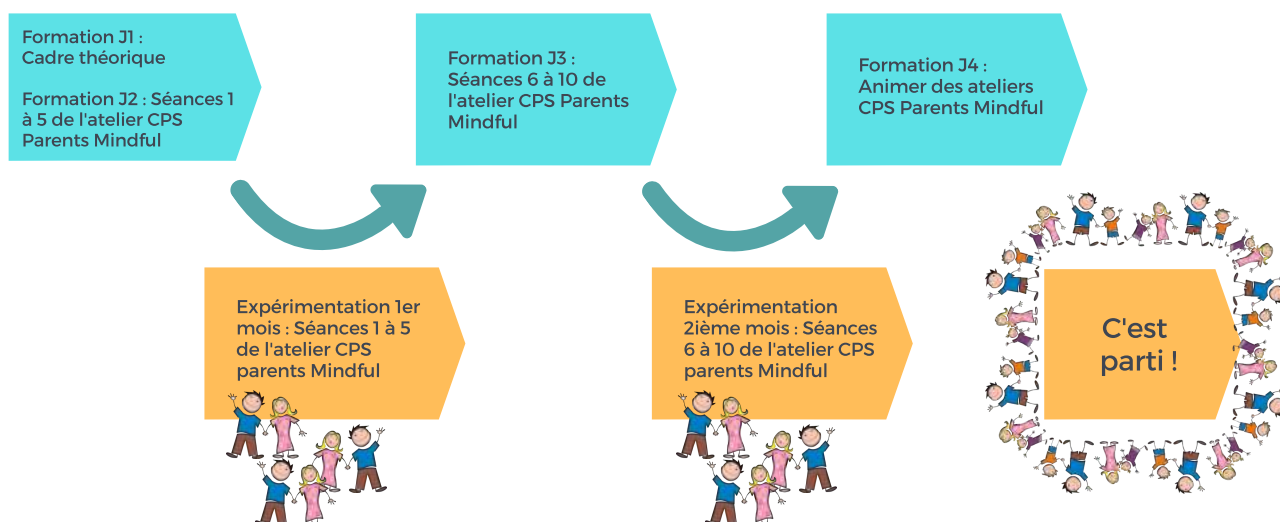 Formation J1 :
Cadre théorique
Formation J2 : Séances 1
à 5 de l'atelier CPS
Parents Mindful
Formation J3 :
Séances 6 à 10 de
l'atelier CPS Parents
Mindful
Formation J4 :
Animer des ateliers
CPS Parents Mindful
Expérimentation 1er
mois : Séances 1 à 5
de l'atelier CPS
parents Mindful
Expérimentation
2ième mois : Séances
6 à 10 de l'atelier CPS
parents Mindful
C'est
parti !